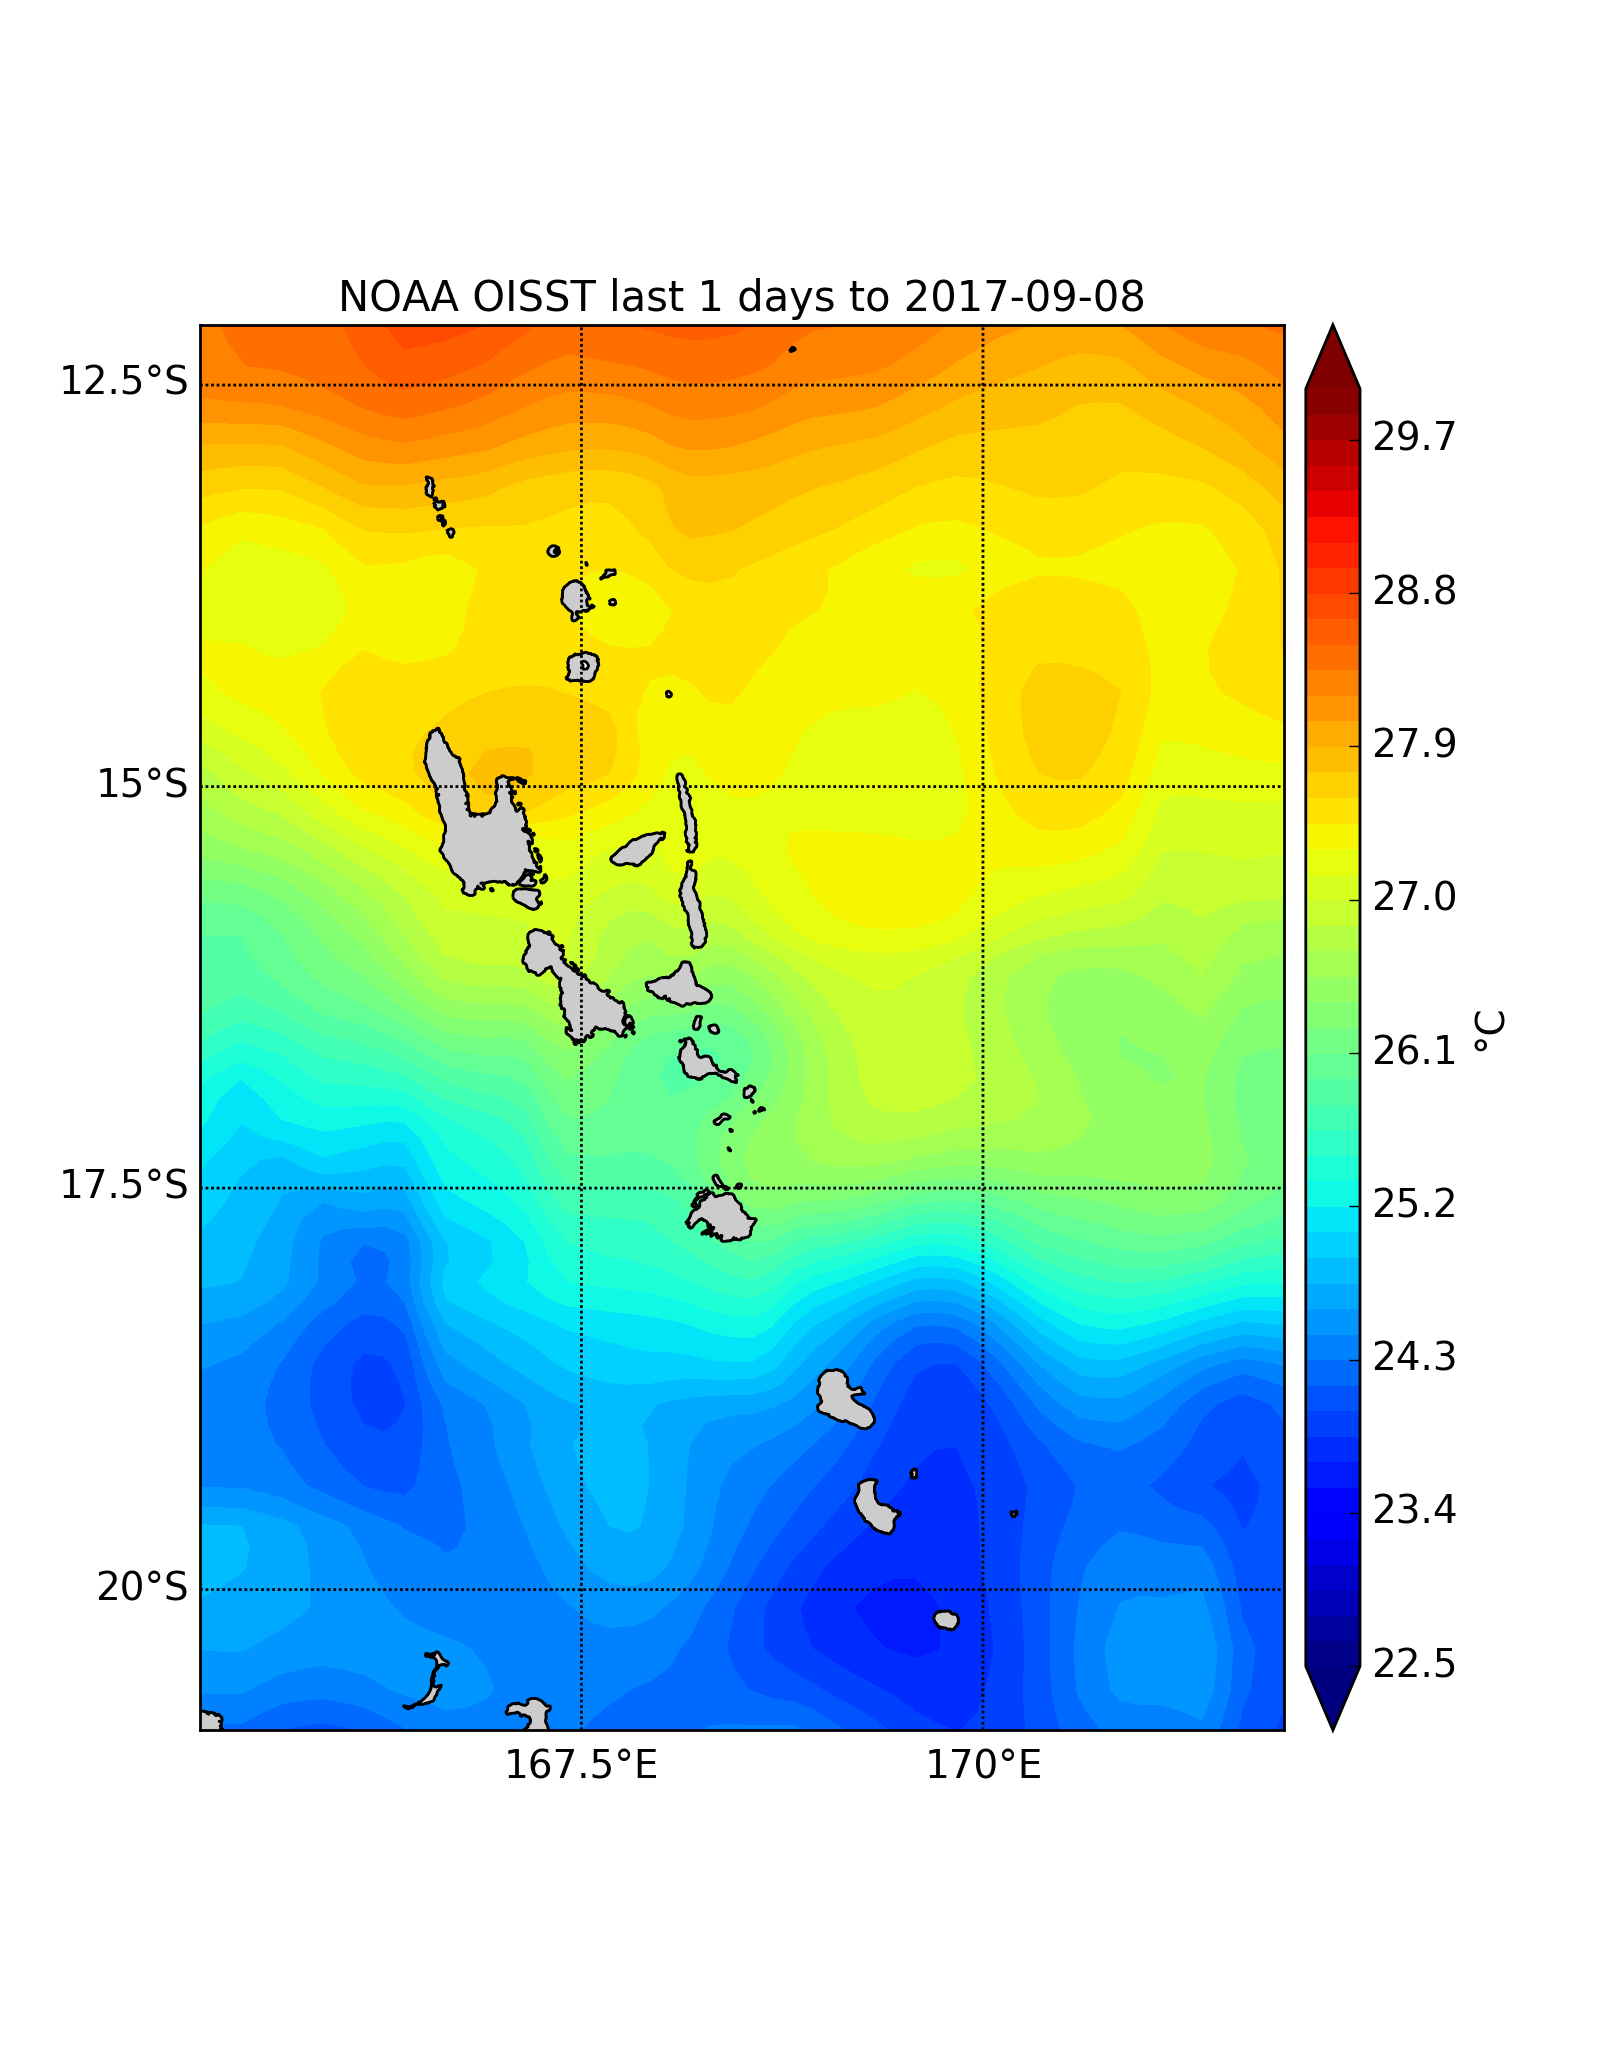 NOAA OISST last 1 days to 2017-09-08
12.5°S
15°S
17.5°S
20°S
167.5°E
170°E
29.7
28.8
27.9
27.0
26.1
25.2
24.3
23.4
22.5
°C